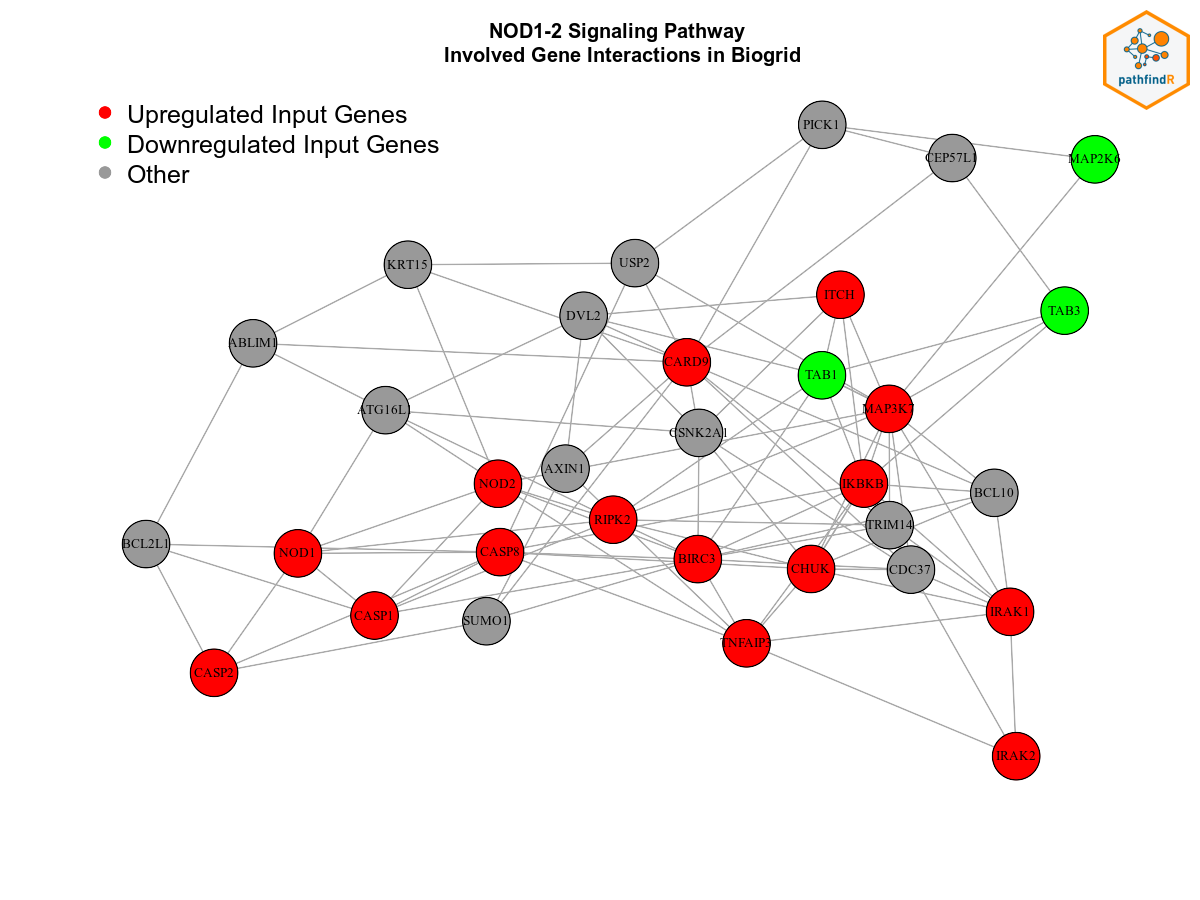 NOD1-2 Signaling Pathway
Involved Gene Interactions in Biogrid
pathfindR
Upregulated Input Genes
Downregulated Input Genes
Other
PICK1
CEP57L1
MAP2K6
KRT15
USP2
ITCH
DVL2
TAB3
ABLIM1
CARD9
TAB1
ATG16L1
MAP3K7
CSNK2A1
AXIN1
NOD2
IKBKB
BCL10
RIPK2
TRIM14
BCL2L1
NOD1
CASP8
BIRC3
CHUK
CDC37
CASP1
SUMO1
IRAK1
TNFAIP3
CASP2
IRAK2